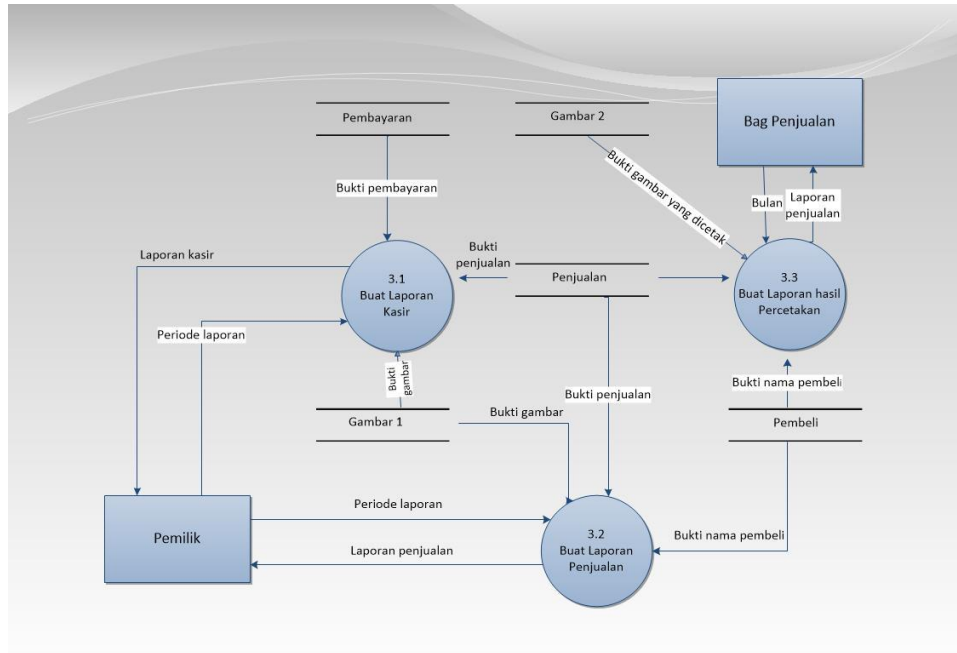 Pembayaran
Gambar 2
Bag Penjualan
Bukti pembayaran
Bukti gambar yang dicetak
Bulan
Laporan
penjualan
Laporan kasir
Bukti
penjualan
Penjualan
3.1
Buat Laporan
Kasir
3.3
Buat Laporan hasil
Percetakan
Periode laporan
Bukti
gambar
Bukti penjualan
Bukti nama pembeli
Gambar 1
Bukti gambar
Pembeli
Pemilik
Periode laporan
Laporan penjualan
3.2
Buat Laporan
Penjualan
Bukti nama pembeli